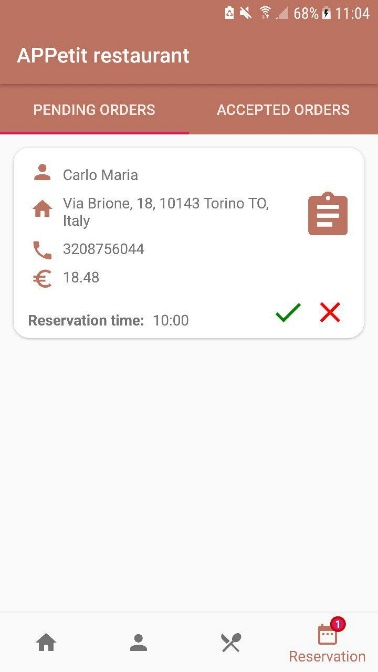 68% 11:04
APPetit restaurant
PENDING ORDERS ACCEPTED ORDERS
Carlo Maria
Via Brione, 18, 10143 Torino TO,
Italy
3208756044
€ 18.48
Reservation time: 10:00
1
Reservation